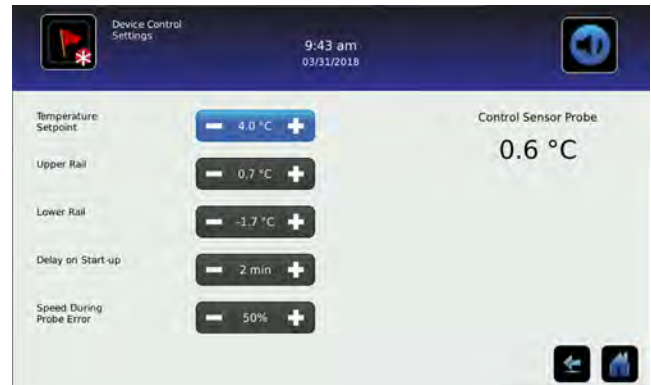 Device Control
Settings
9:43 am
03/31/2018
Temperature
Setpoint
4.0 °C
Control Sensor Probe
0.6 °C
Upper Rail
0.7 °C
Lower Rail
-1.7 °C
Delay on Start-up
2 min
Speed During
Probe Error
50%